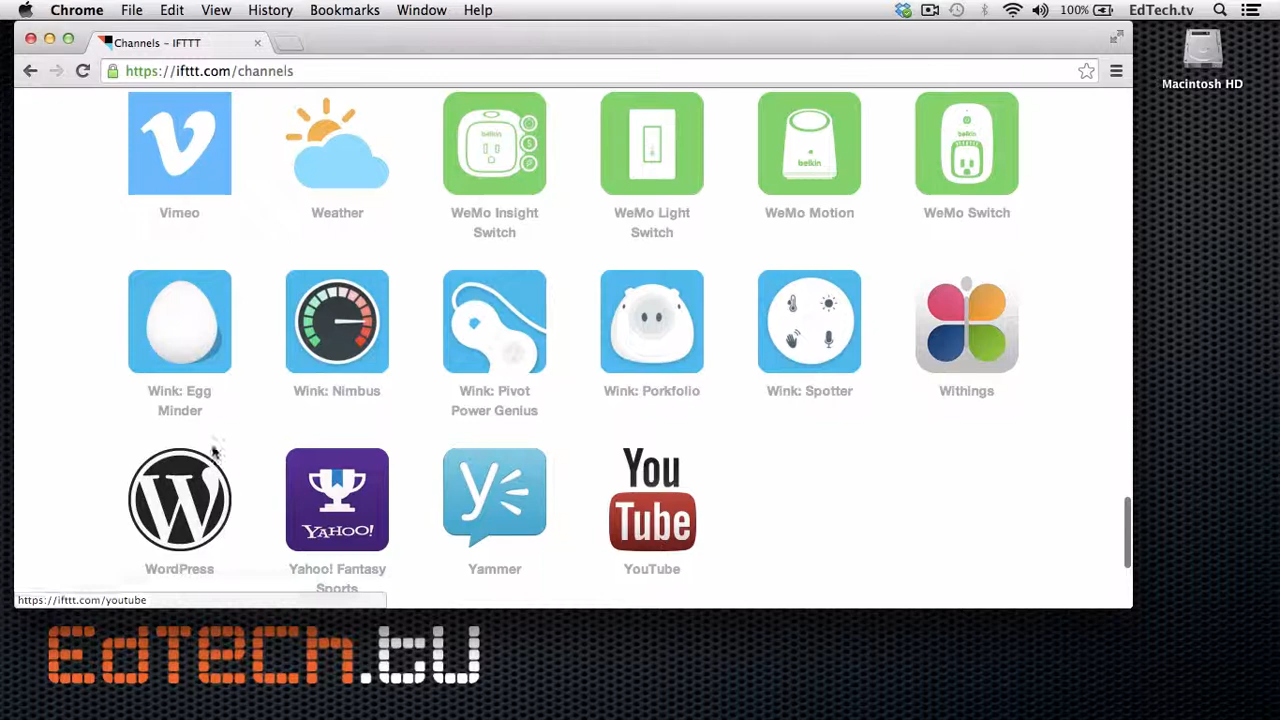 Chrome File Edit View History Bookmarks Window Help 100% EdTech.tv
Channels – IFTTT
https://ifttt.com/channels
Macintosh HD
belkin
belkin
belkin
Vimeo
Weather
WeMo Insight
Switch
WeMo Light
Switch
WeMo Motion
WeMo Switch
Wink: Egg
Minder
Wink: Nimbus
Wink: Pivot
Power Genius
Wink: Porkfolio
Wink: Spotter
Withings
W
YAHOO!
y
You
Tube
WordPress
Yahoo! Fantasy
Sports
Yammer
YouTube
https://ifttt.com/youtube
EdTech.tv